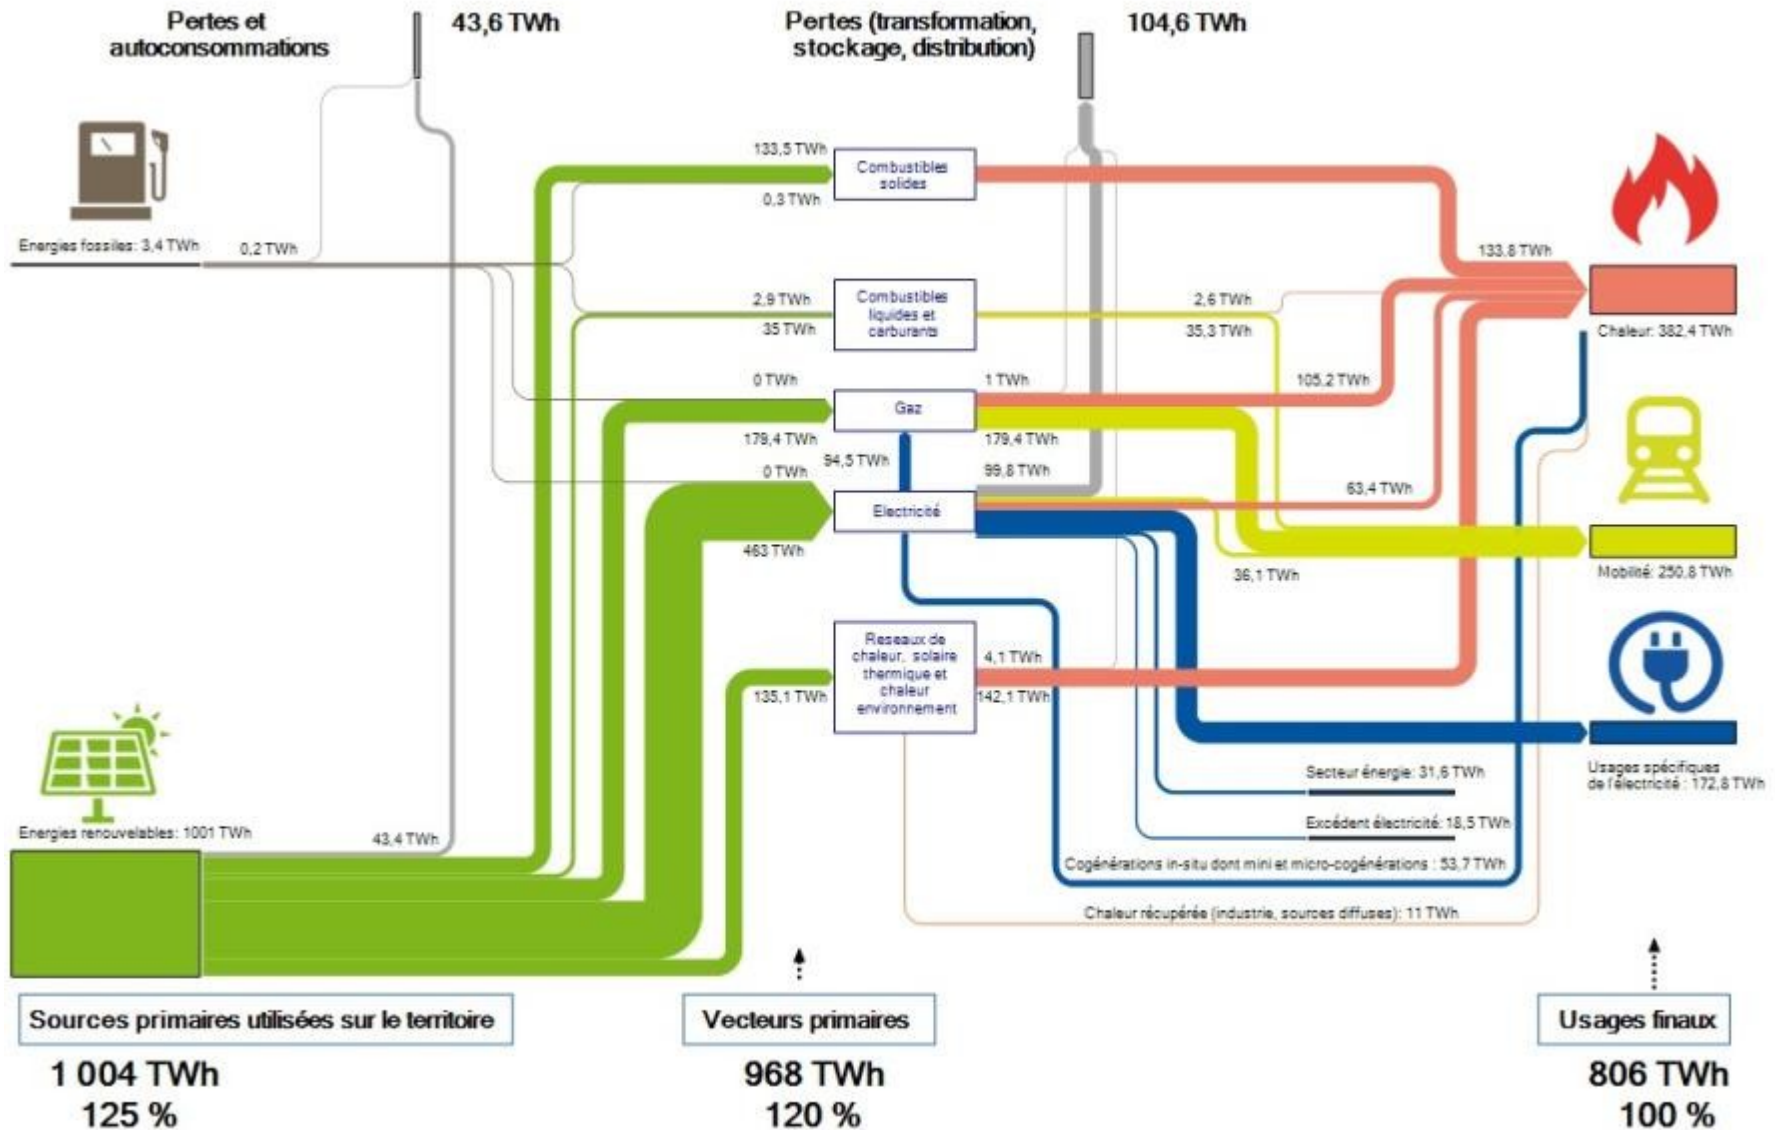 Pertes et
autoconsommations
43,6 TWh
Pertes (transformation,
stockage, distribution)
104,6 TWh
133,5 TWh
Combustibles
solides
0,3 TWh
Energies fossiles: 3,4 TWh
0,2 TWh
133,8 TWh
2,9 TWh
Combustibles
liquides et
carburants
35 TWh
2,6 TWh
35,3 TWh
Chaleur: 382,4 TWh
0 TWh
Gaz
1 TWh
105,2 TWh
179,4 TWh
94,5 TWh
179,4 TWh
0 TWh
99,8 TWh
63,4 TWh
Electricité
463 TWh
36,1 TWh
Mobilité: 250,8 TWh
Reseaux de
chaleur, solaire
thermique et
chaleur
environnement
4,1 TWh
135,1 TWh
142,1 TWh
Secteur énergie: 31,6 TWh
Usages spécifiques
de l'électricité : 172,8 TWh
Excédent électricité: 18,5 TWh
Energies renouvelables: 1001 TWh
43,4 TWh
Cogénérations in-situ dont mini et micro-cogénérations : 53,7 TWh
Chaleur récupérée (industrie, sources diffuses): 11 TWh
Sources primaires utilisées sur le territoire
Vecteurs primaires
Usages finaux
1 004 TWh
968 TWh
806 TWh
125 %
120 %
100 %